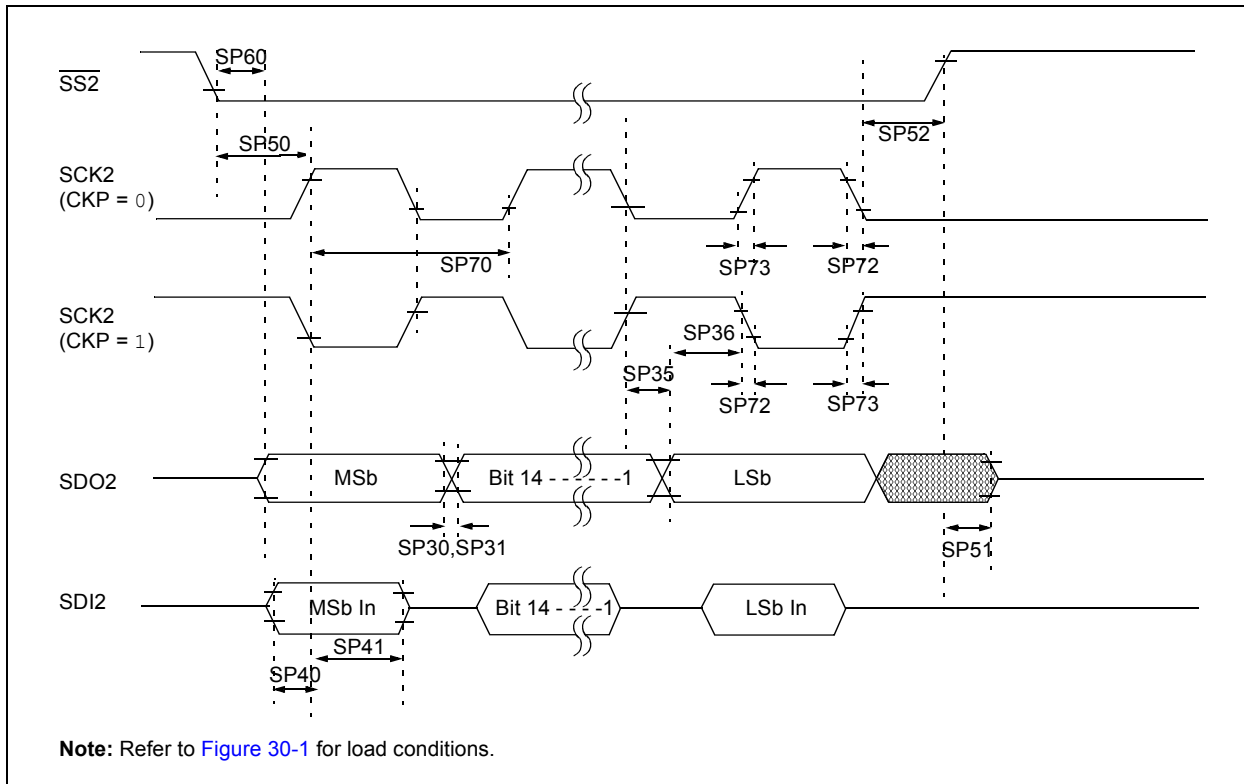 SP60
SS2
SP50
SP52
SCK2
(CKP = 0)
SP70
SP73
SP72
SCK2
(CKP = 1)
SP36
SP35
SP72
SP73
SDO2
MSb
Bit 14 - - - - - -1
LSb
SP30,SP31
SP51
SDI2
MSb In
Bit 14 - - - -1
LSb In
SP41
SP40
Note: Refer to Figure 30-1 for load conditions.